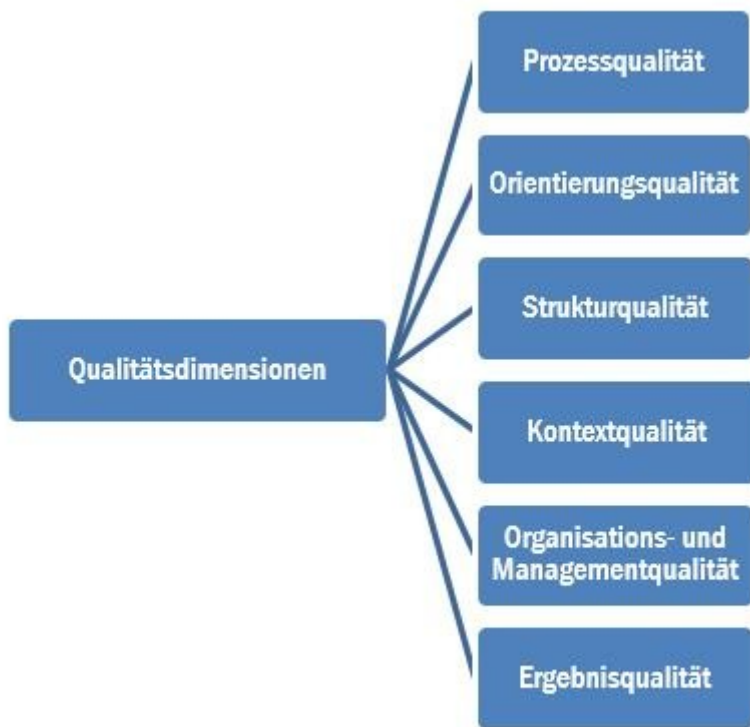 Prozessqualität
Orientierungsqualität
Strukturqualität
Qualitätsdimensionen
Kontextqualität
Organisations- und
Managementqualität
Ergebnisqualität